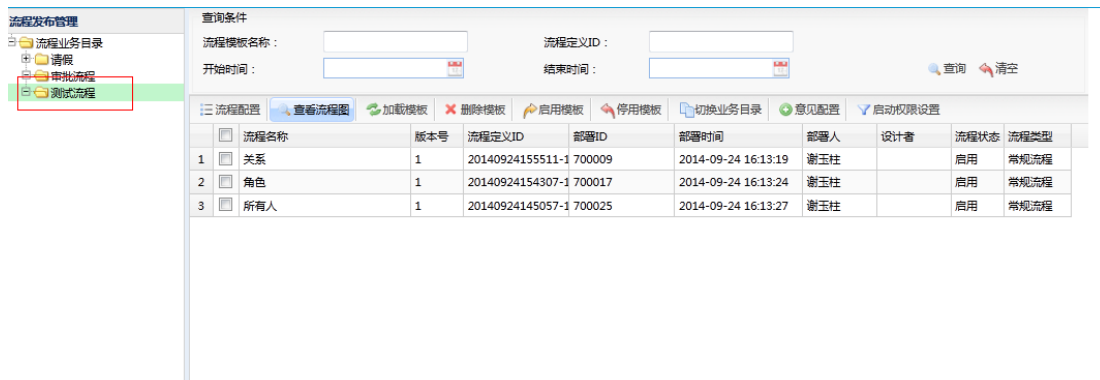 流程发布管理
流程业务目录
请假
审批流程
测试流程
查询条件
流程模板名称： 流程定义ID：
开始时间： 结束时间： 查询 清空
流程配置 查看流程图 加载模板 删除模板 启用模板 停用模板 切换业务目录 意见配置 启动权限设置
流程名称 版本号 流程定义ID 部署ID 部署时间 部署人 设计者 流程状态 流程类型
1 关系 1 20140924155511-1 700009 2014-09-24 16:13:19 谢玉柱 启用 常规流程
2 角色 1 20140924154307-1 700017 2014-09-24 16:13:24 谢玉柱 启用 常规流程
3 所有人 1 20140924145057-1 700025 2014-09-24 16:13:27 谢玉柱 启用 常规流程